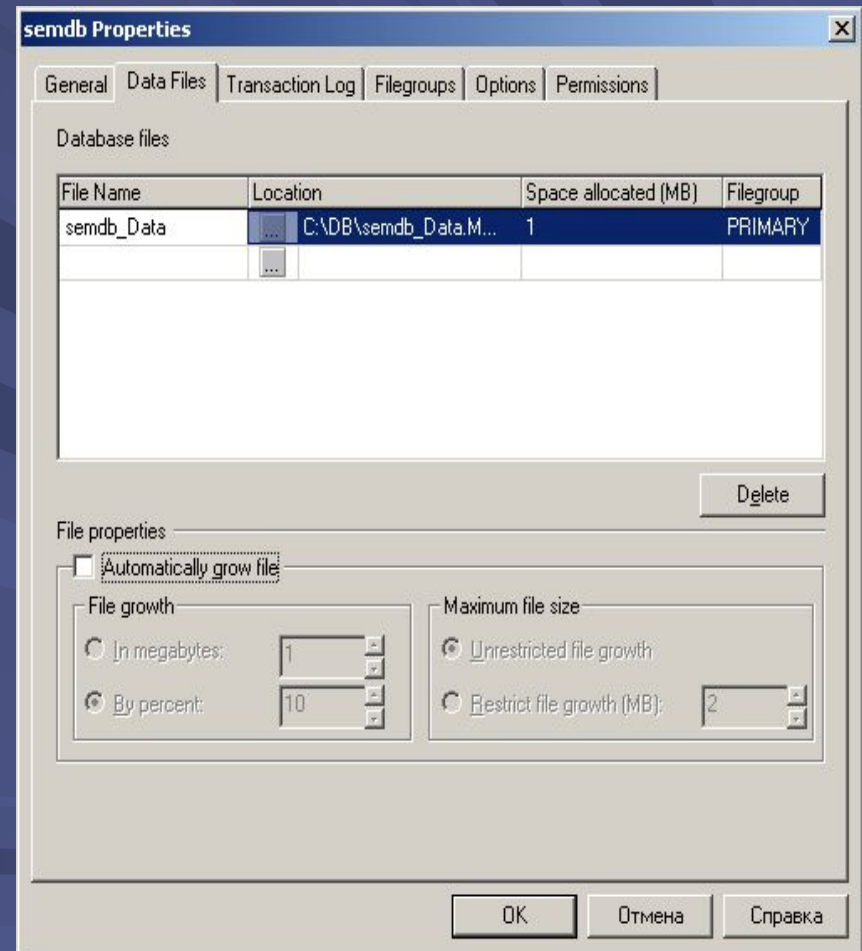 semdb Properties
General Data Files Transaction Log Filegroups Options Permissions
Database files
File Name Location Space allocated (MB) Filegroup
semdb_Data ... C:\DB\semdb_Data.M... 1 PRIMARY
...
Delete
File properties
Automatically grow file
File growth Maximum file size
In megabytes: 1 Unrestricted file growth
By percent: 10 Restrict file growth (MB): 2
OK Отмена Справка